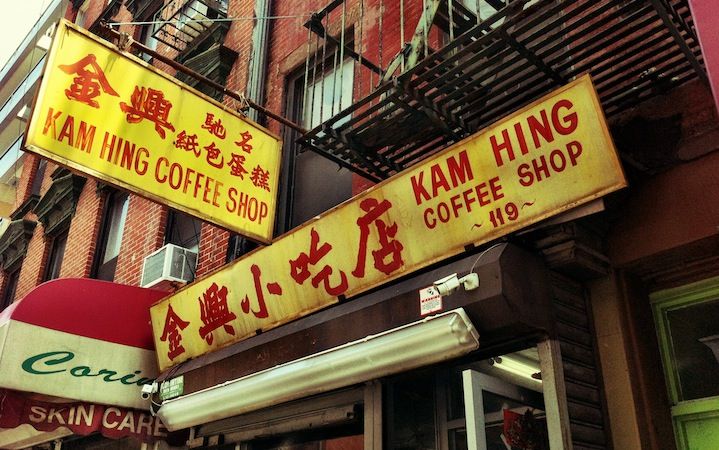 金興
馳名
紙包蛋糕
KAM HING COFFEE SHOP
金興小吃店
KAM HING
COFFEE SHOP
~ 119 ~
WARNING
SKIN CARE